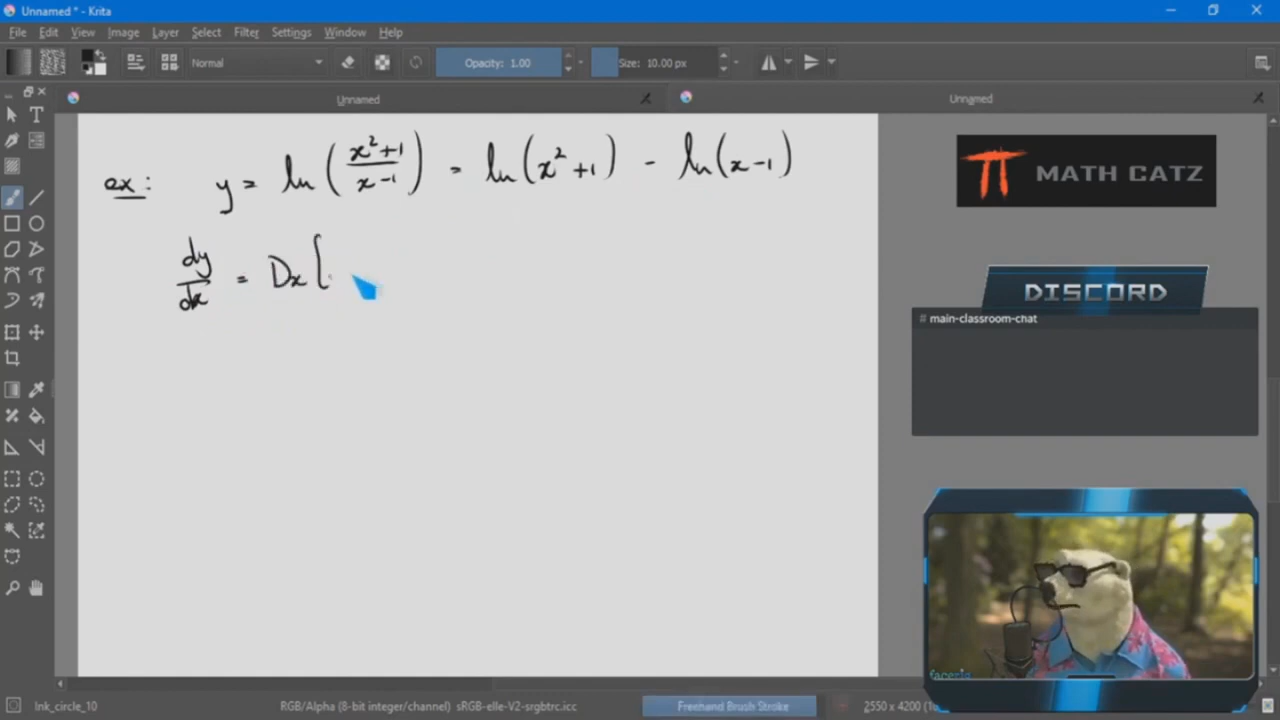 Unnamed * - Krita
File Edit View Image Layer Select Filter Settings Window Help
Normal Opacity: 1.00 Size: 10.00 px
Unnamed Unnamed
ex: y = ln(x²+1/x-1) = ln(x²+1) - ln(x-1)
dy/dx = Dx [
MATH CATZ
DISCORD
# main-classroom-chat
facerig
Ink_circle_10 RGB/Alpha (8-bit integer/channel) sRGB-elle-V2-srgbtrc.icc Freehand Brush Stroke 2550 x 4200